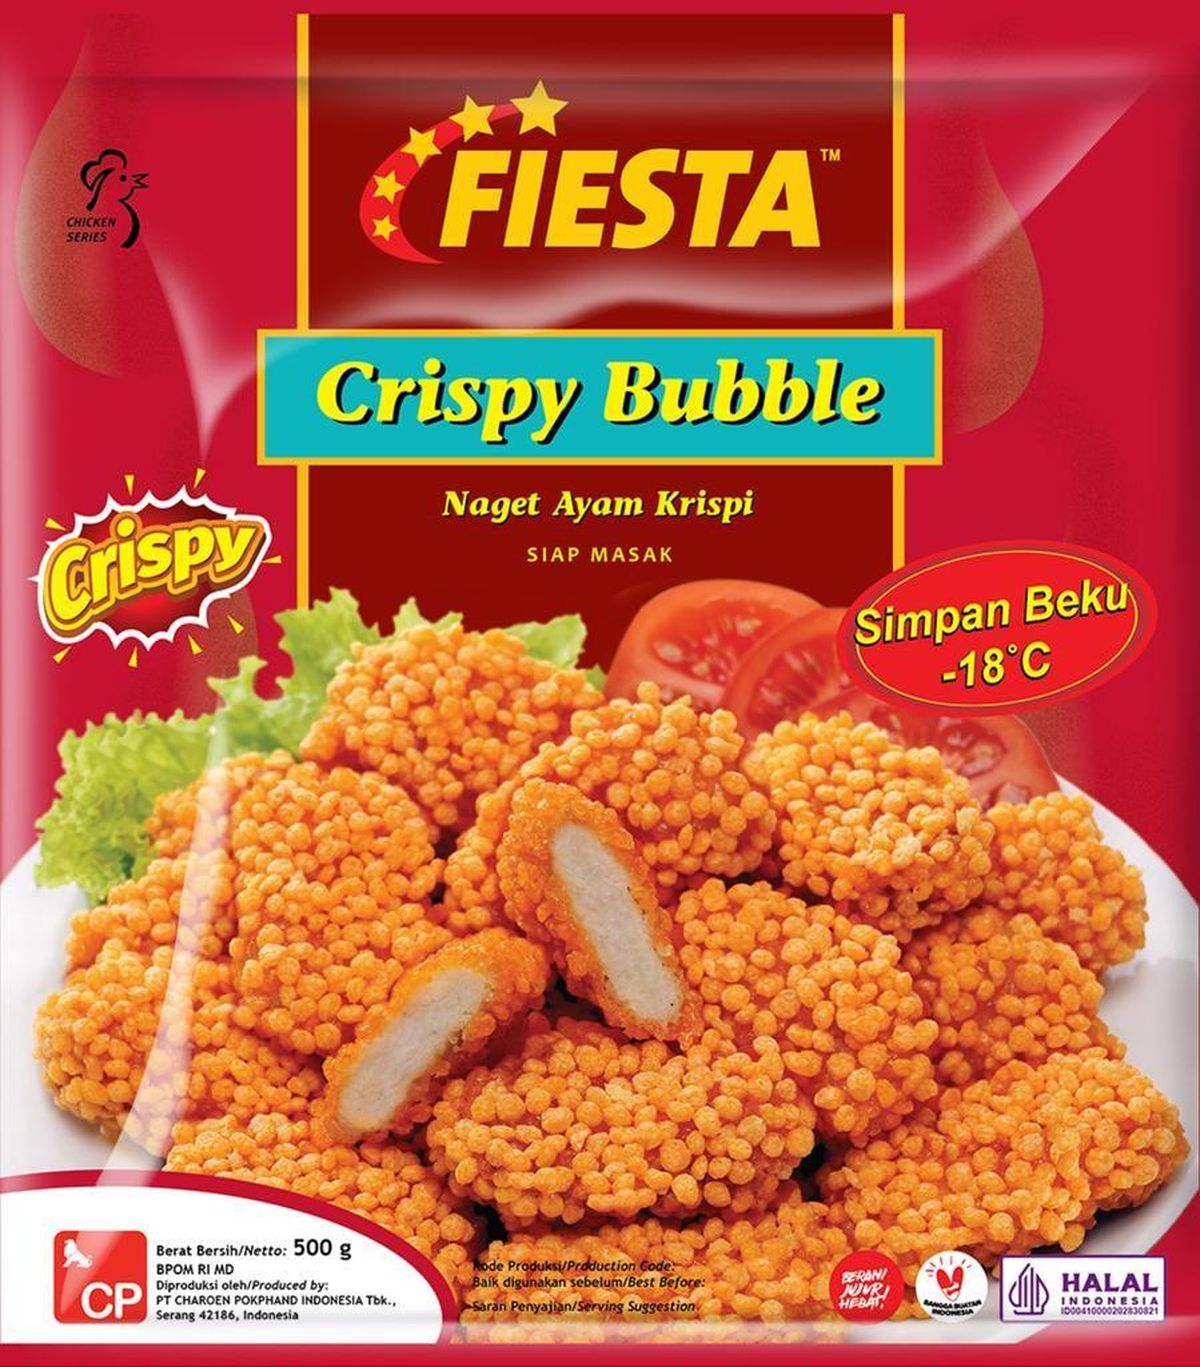 FIESTA™
CHICKEN
SERIES
Crispy Bubble
Naget Ayam Krispi
SIAP MASAK
Crispy
Simpan Beku
-18°C
CP
Berat Bersih/Netto: 500 g
BPOM RI MD
Diproduksi oleh/Produced by:
PT CHAROEN POKPHAND INDONESIA Tbk.,
Serang 42186, Indonesia
Kode Produksi/Production Code:
Baik digunakan sebelum/Best Before:
Saran Penyajian/Serving Suggestion
BERANI
JUJUR
HEBAT!
BANGGA BUATAN
INDONESIA
HALAL
INDONESIA
ID00410000202830821